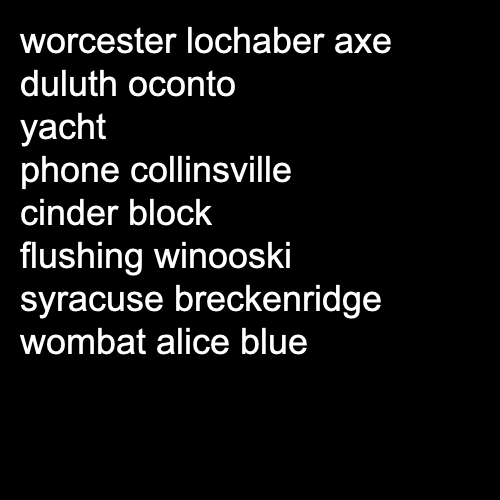 worcester lochaber axe
duluth oconto
yacht
phone collinsville
cinder block
flushing winooski
syracuse breckenridge
wombat alice blue